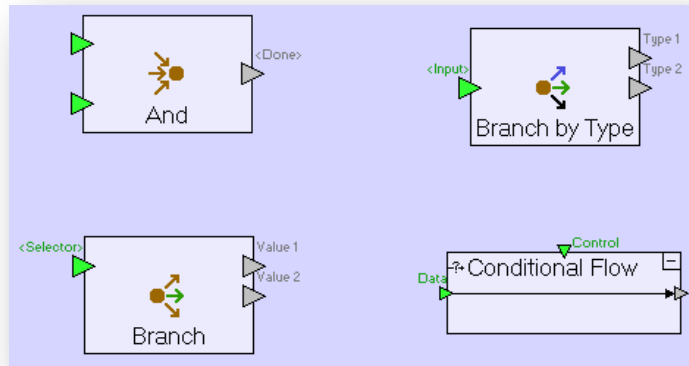 <Done>
And
Type 1
Type 2
<Input>
Branch by Type
<Selector>
Value 1
Value 2
Branch
Control
-?→ Conditional Flow
Data